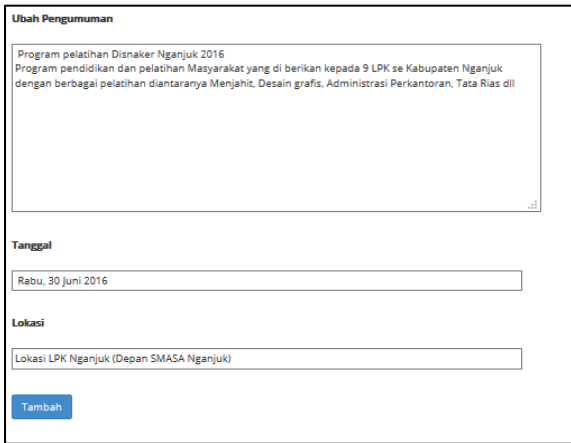 Ubah Pengumuman
Program pelatihan Disnaker Nganjuk 2016
Program pendidikan dan pelatihan Masyarakat yang di berikan kepada 9 LPK se Kabupaten Nganjuk
dengan berbagai pelatihan diantaranya Menjahit, Desain grafis, Administrasi Perkantoran, Tata Rias dll
Tanggal
Rabu, 30 Juni 2016
Lokasi
Lokasi LPK Nganjuk (Depan SMASA Nganjuk)
Tambah